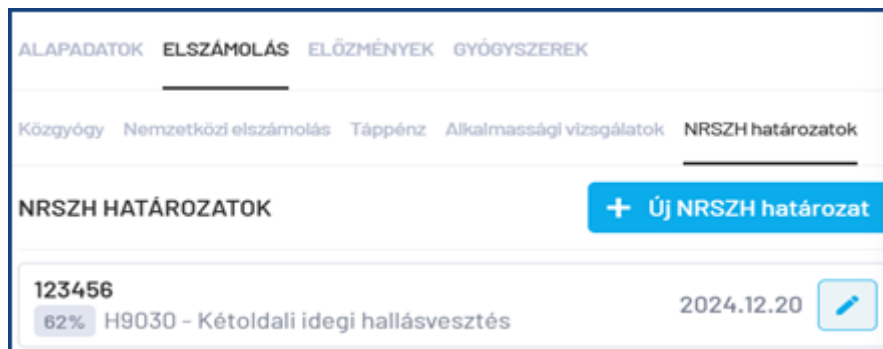 ALAPADATOK ELSZÁMOLÁS ELŐZMÉNYEK GYÓGYSZEREK
Közgyógy Nemzetközi elszámolás Táppénz Alkalmassági vizsgálatok NRSZH határozatok
NRSZH HATÁROZATOK + Új NRSZH határozat
123456 2024.12.20
62% H9030 - Kétoldali idegi hallásvesztés